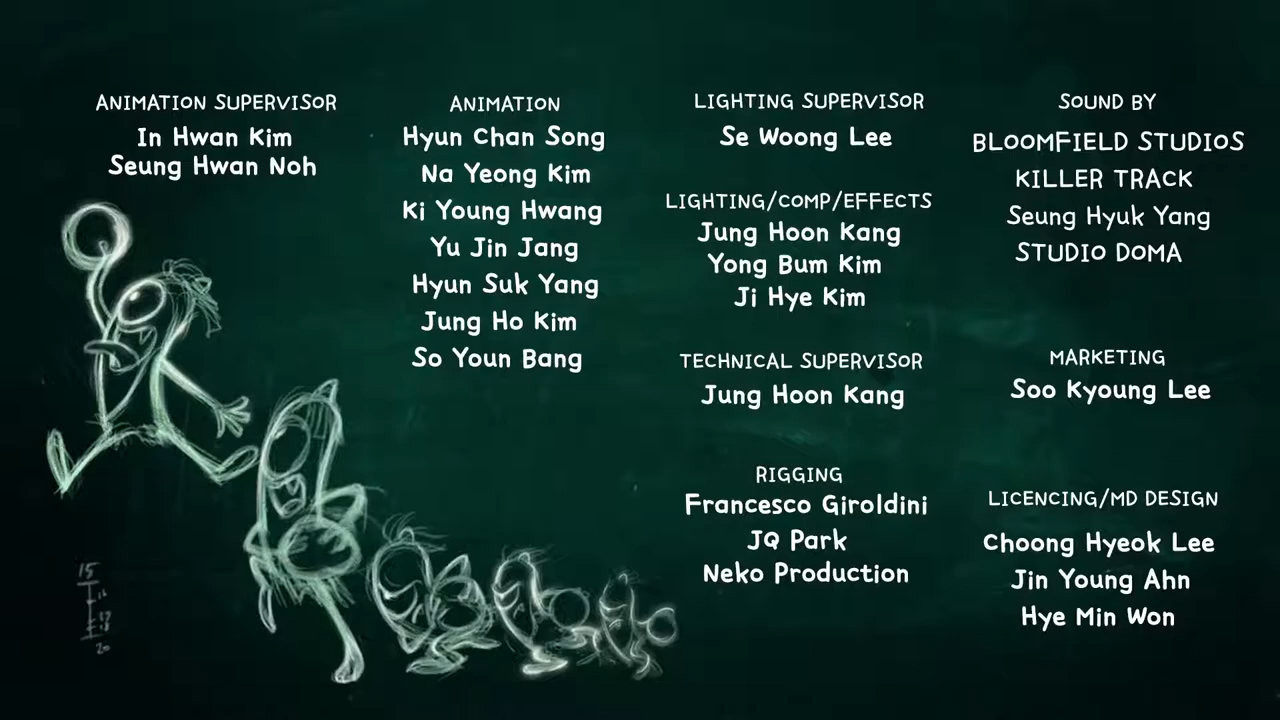 ANIMATION SUPERVISOR
In Hwan Kim
Seung Hwan Noh
ANIMATION
Hyun Chan Song
Na Yeong Kim
Ki Young Hwang
Yu Jin Jang
Hyun Suk Yang
Jung Ho Kim
So Youn Bang
LIGHTING SUPERVISOR
Se Woong Lee
LIGHTING/COMP/EFFECTS
Jung Hoon Kang
Yong Bum Kim
Ji Hye Kim
TECHNICAL SUPERVISOR
Jung Hoon Kang
RIGGING
Francesco Giroldini
JQ Park
Neko Production
SOUND BY
BLOOMFIELD STUDIOS
KILLER TRACK
Seung Hyuk Yang
STUDIO DOMA
MARKETING
Soo Kyoung Lee
LICENCING/MD DESIGN
Choong Hyeok Lee
Jin Young Ahn
Hye Min Won
15
20